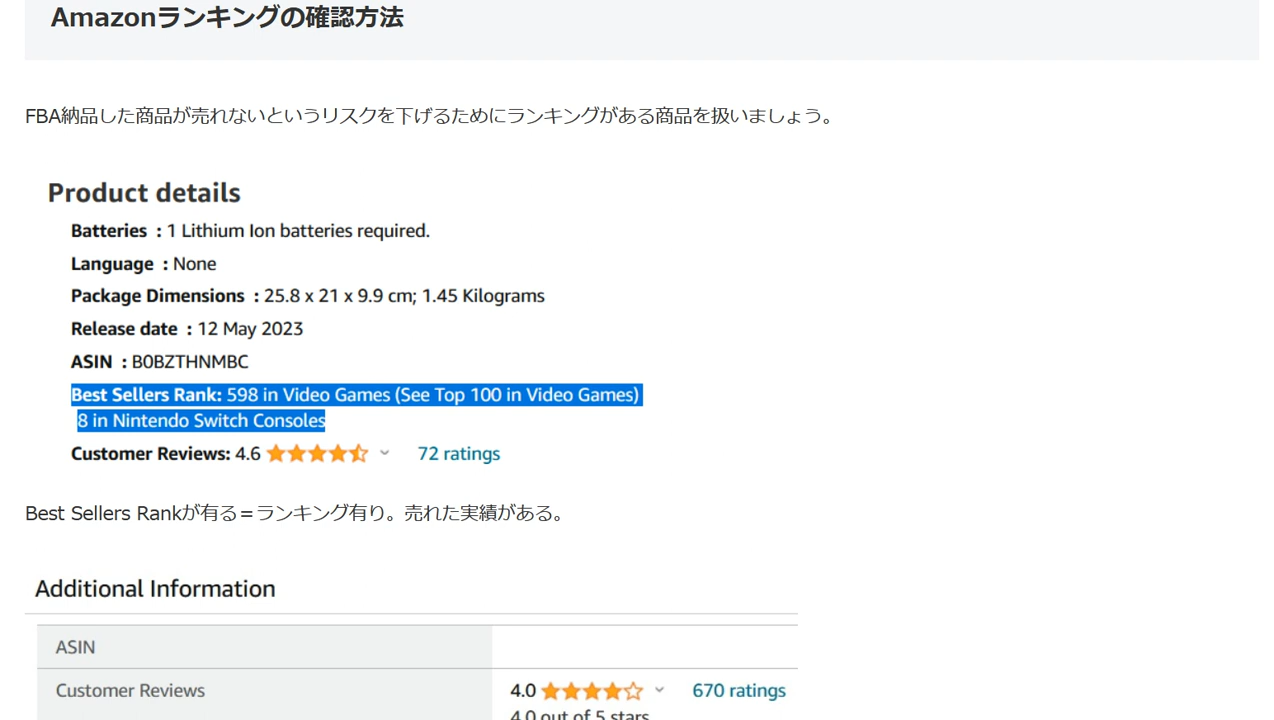 Amazonランキングの確認方法
FBA納品した商品が売れないというリスクを下げるためにランキングがある商品を扱いましょう。
Product details
Batteries : 1 Lithium Ion batteries required.
Language : None
Package Dimensions : 25.8 x 21 x 9.9 cm; 1.45 Kilograms
Release date : 12 May 2023
ASIN : B0BZTHNMBC
Best Sellers Rank: 598 in Video Games (See Top 100 in Video Games)
8 in Nintendo Switch Consoles
Customer Reviews: 4.6 72 ratings
Best Sellers Rankが有る＝ランキング有り。売れた実績がある。
Additional Information
ASIN
Customer Reviews 4.0 670 ratings
4.0 out of 5 stars